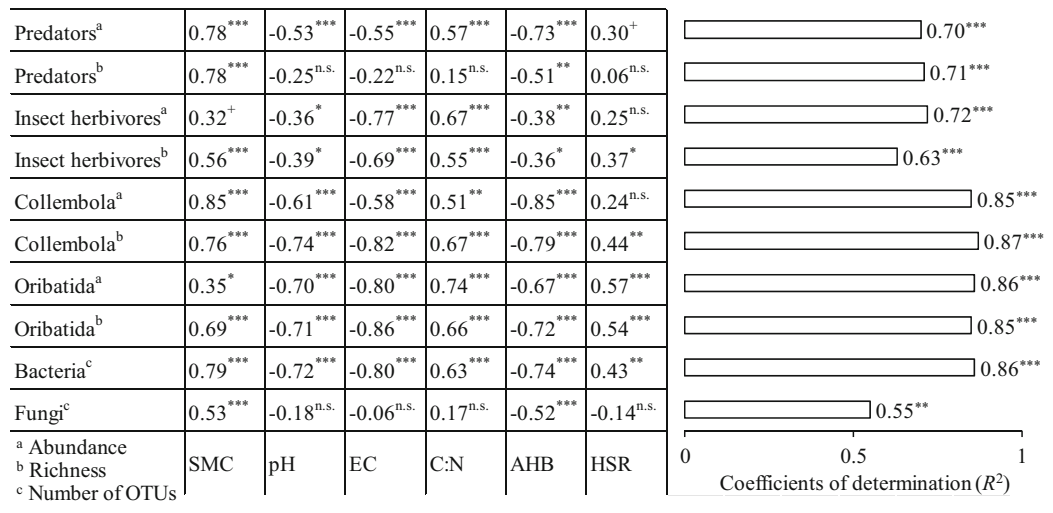 Predatorsᵃ 0.78*** -0.53*** -0.55*** 0.57*** -0.73*** 0.30⁺ 0.70***
Predatorsᵇ 0.78*** -0.25ⁿ·ˢ· -0.22ⁿ·ˢ· 0.15ⁿ·ˢ· -0.51** 0.06ⁿ·ˢ· 0.71***
Insect herbivoresᵃ 0.32⁺ -0.36* -0.77*** 0.67*** -0.38** 0.25ⁿ·ˢ· 0.72***
Insect herbivoresᵇ 0.56*** -0.39* -0.69*** 0.55*** -0.36* 0.37* 0.63***
Collembolaᵃ 0.85*** -0.61*** -0.58*** 0.51** -0.85*** 0.24ⁿ·ˢ· 0.85***
Collembolaᵇ 0.76*** -0.74*** -0.82*** 0.67*** -0.79*** 0.44** 0.87***
Oribatidaᵃ 0.35* -0.70*** -0.80*** 0.74*** -0.67*** 0.57*** 0.86***
Oribatidaᵇ 0.69*** -0.71*** -0.86*** 0.66*** -0.72*** 0.54*** 0.85***
Bacteriaᶜ 0.79*** -0.72*** -0.80*** 0.63*** -0.74*** 0.43** 0.86***
Fungiᶜ 0.53*** -0.18ⁿ·ˢ· -0.06ⁿ·ˢ· 0.17ⁿ·ˢ· -0.52*** -0.14ⁿ·ˢ· 0.55**
ᵃ Abundance
ᵇ Richness
ᶜ Number of OTUs
SMC pH EC C:N AHB HSR
0 0.5 1
Coefficients of determination (R²)